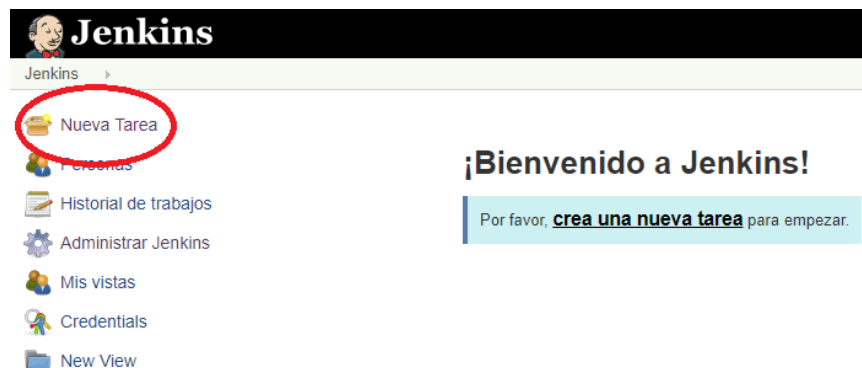 Jenkins
Jenkins
Nueva Tarea
Personas
¡Bienvenido a Jenkins!
Historial de trabajos
Por favor, crea una nueva tarea para empezar.
Administrar Jenkins
Mis vistas
Credentials
New View